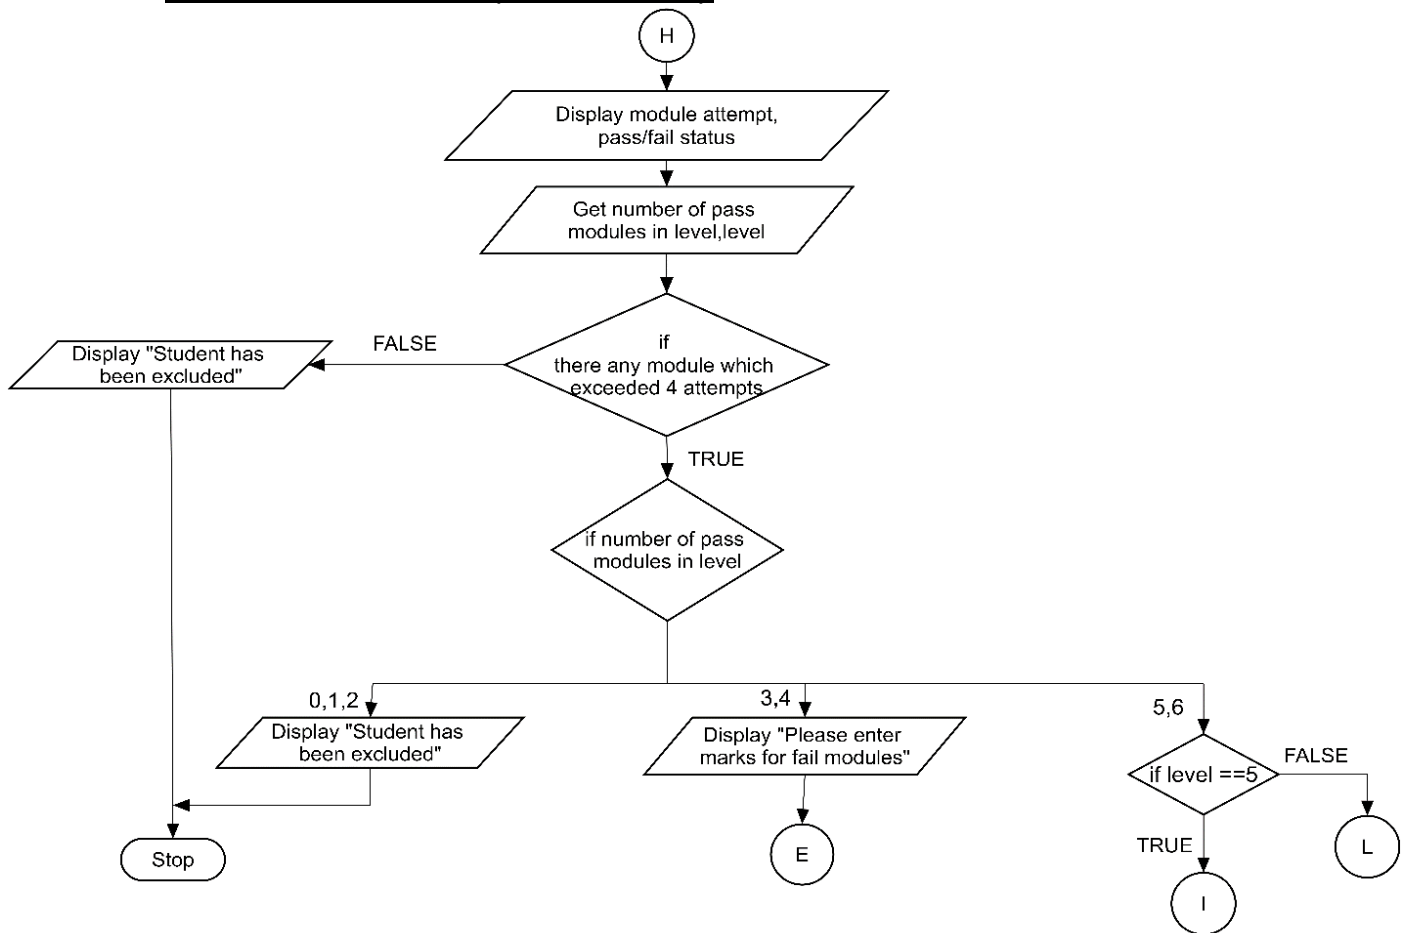 H
Display module attempt,
pass/fail status
Get number of pass
modules in level,level
if
there any module which
exceeded 4 attempts
FALSE
Display "Student has
been excluded"
TRUE
if number of pass
modules in level
0,1,2
Display "Student has
been excluded"
3,4
Display "Please enter
marks for fail modules"
5,6
if level ==5
FALSE
TRUE
Stop
E
L
I